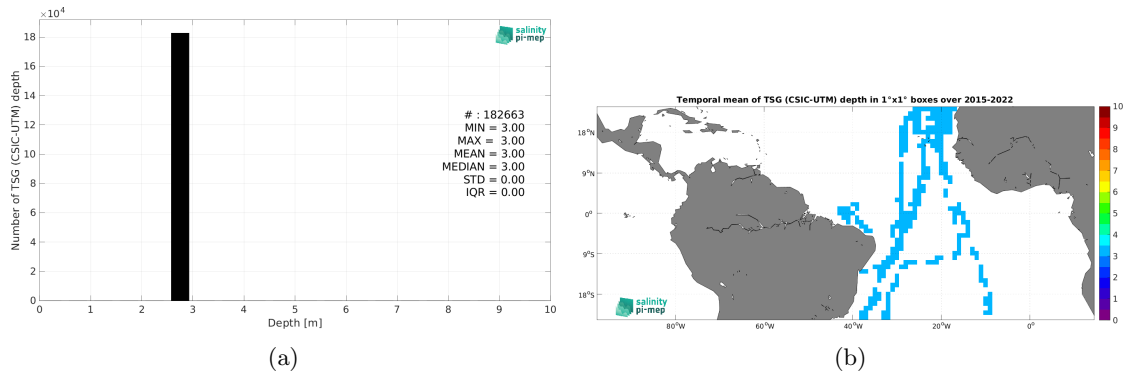 ×10⁴
18
16
14
12
10
8
6
4
2
0
Number of TSG (CSIC-UTM) depth
0 1 2 3 4 5 6 7 8 9 10
Depth [m]
salinity
pi-mep
# : 182663
MIN = 3.00
MAX = 3.00
MEAN = 3.00
MEDIAN = 3.00
STD = 0.00
IQR = 0.00
(a)
Temporal mean of TSG (CSIC-UTM) depth in 1°x1° boxes over 2015-2022
18°N
9°N
0°
9°S
18°S
80°W 60°W 40°W 20°W 0°
salinity
pi-mep
10
9
8
7
6
5
4
3
2
1
0
(b)